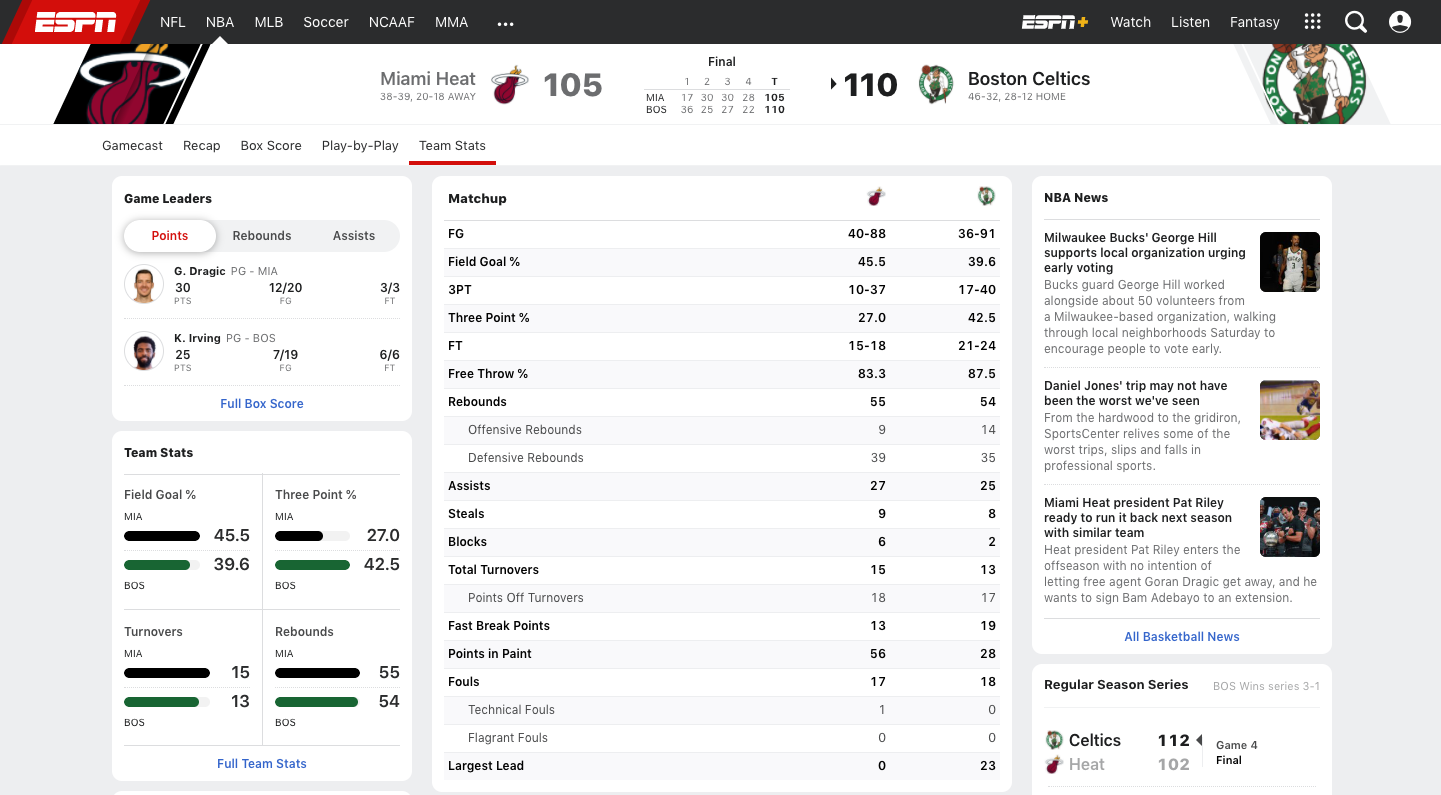 ESPN NFL NBA MLB Soccer NCAAF MMA ESPN+ Watch Listen Fantasy
Miami Heat 105
38-39, 20-18 AWAY
Final
1 2 3 4 T
MIA 17 30 30 28 105
BOS 36 25 27 22 110
110 Boston Celtics
46-32, 28-12 HOME
BOSTON CELTICS
Gamecast Recap Box Score Play-by-Play Team Stats
Game Leaders
Points Rebounds Assists
G. Dragic PG - MIA
30 12/20 3/3
PTS FG FT
K. Irving PG - BOS
25 7/19 6/6
PTS FG FT
Full Box Score
Team Stats
Field Goal %
MIA
45.5
39.6
BOS
Three Point %
MIA
27.0
42.5
BOS
Turnovers
MIA
15
13
BOS
Rebounds
MIA
55
54
BOS
Full Team Stats
Matchup
FG 40-88 36-91
Field Goal % 45.5 39.6
3PT 10-37 17-40
Three Point % 27.0 42.5
FT 15-18 21-24
Free Throw % 83.3 87.5
Rebounds 55 54
Offensive Rebounds 9 14
Defensive Rebounds 39 35
Assists 27 25
Steals 9 8
Blocks 6 2
Total Turnovers 15 13
Points Off Turnovers 18 17
Fast Break Points 13 19
Points in Paint 56 28
Fouls 17 18
Technical Fouls 1 0
Flagrant Fouls 0 0
Largest Lead 0 23
NBA News
Milwaukee Bucks' George Hill
supports local organization urging
early voting
Bucks guard George Hill worked
alongside about 50 volunteers from
a Milwaukee-based organization, walking
through local neighborhoods Saturday to
encourage people to vote early.
Daniel Jones' trip may not have
been the worst we've seen
From the hardwood to the gridiron,
SportsCenter relives some of the
worst trips, slips and falls in
professional sports.
Miami Heat president Pat Riley
ready to run it back next season
with similar team
Heat president Pat Riley enters the
offseason with no intention of
letting free agent Goran Dragic get away, and he
wants to sign Bam Adebayo to an extension.
All Basketball News
Regular Season Series BOS Wins series 3-1
Celtics 112
Heat 102
Game 4
Final